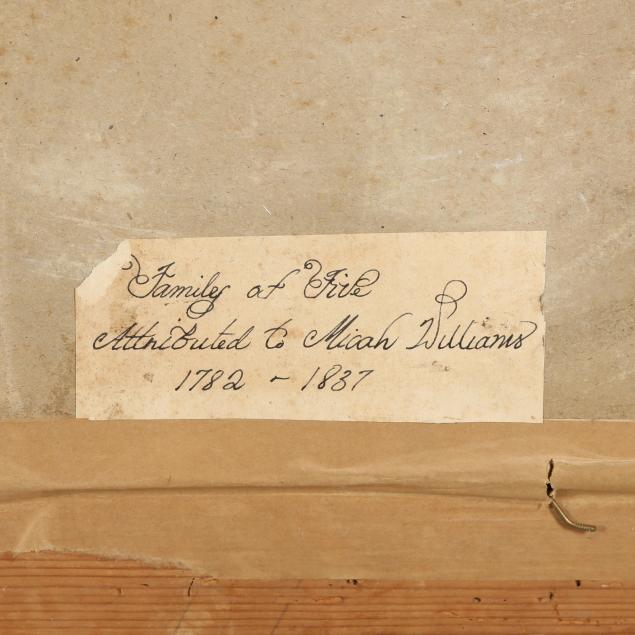 Family of Five
Attributed to Micah Williams
1782 - 1837